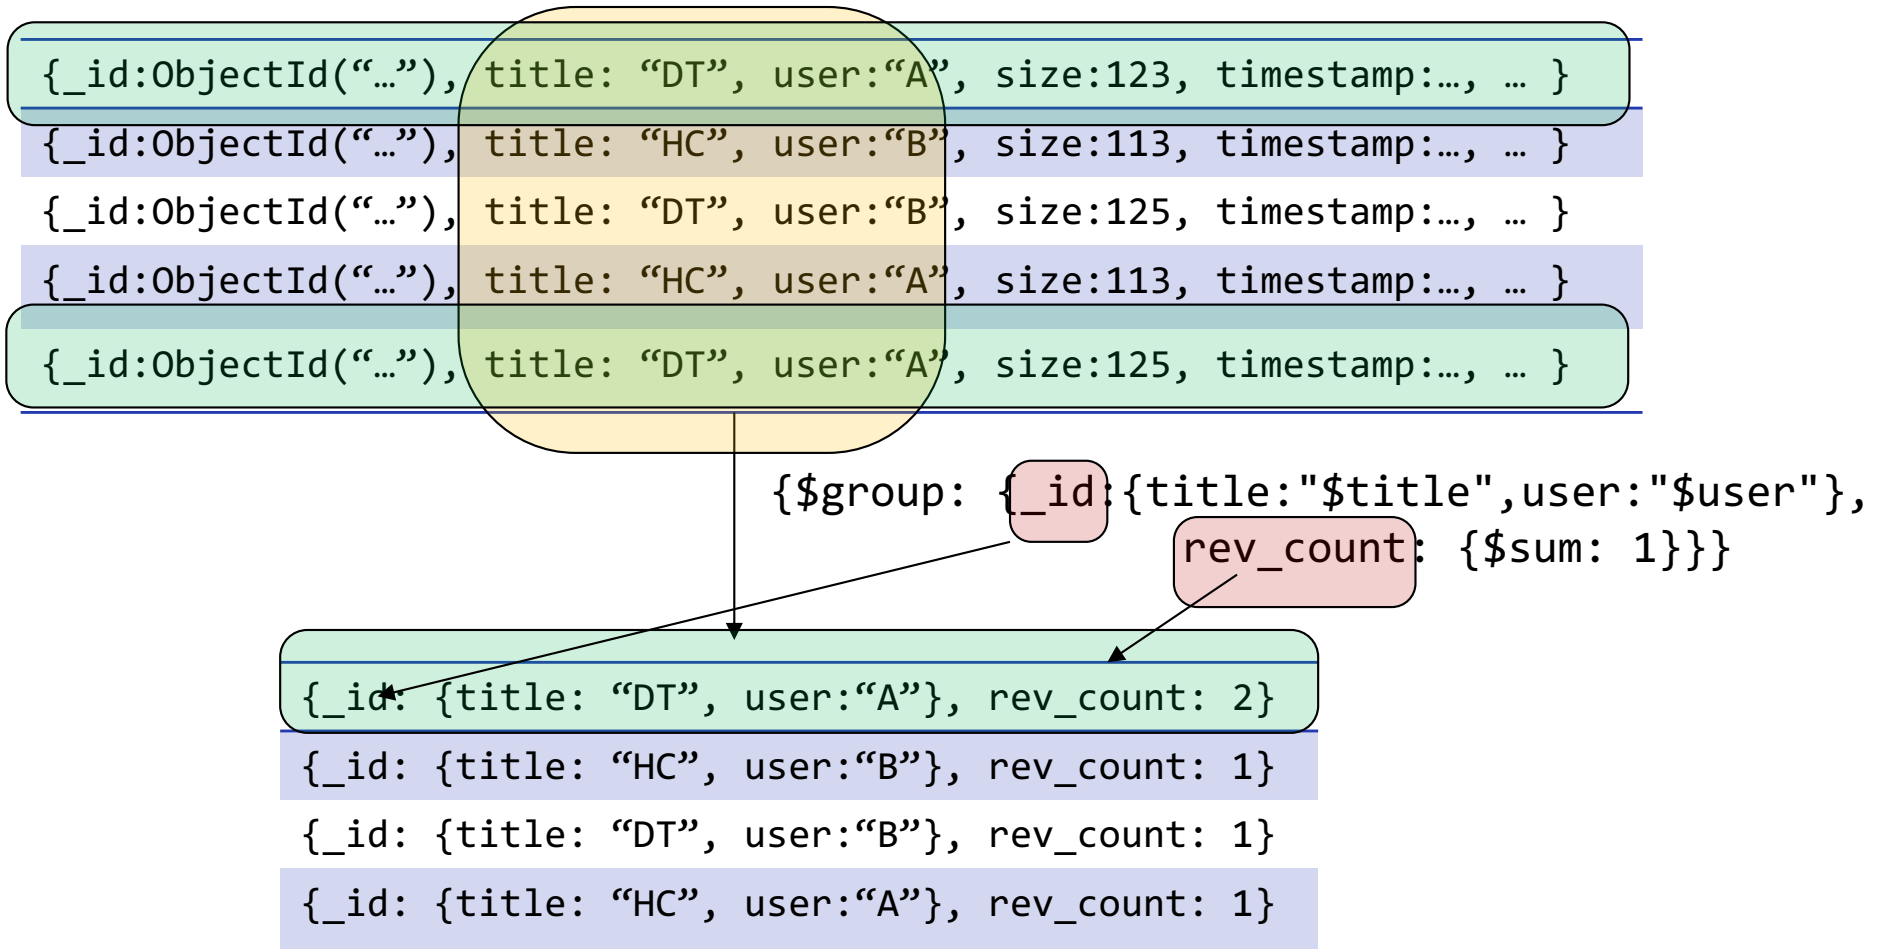 {_id:ObjectId(“…”), title: “DT”, user:“A”, size:123, timestamp:…, … }
{_id:ObjectId(“…”), title: “HC”, user:“B”, size:113, timestamp:…, … }
{_id:ObjectId(“…”), title: “DT”, user:“B”, size:125, timestamp:…, … }
{_id:ObjectId(“…”), title: “HC”, user:“A”, size:113, timestamp:…, … }
{_id:ObjectId(“…”), title: “DT”, user:“A”, size:125, timestamp:…, … }
{$group: {_id:{title:"$title",user:"$user"},
rev_count: {$sum: 1}}}
{_id: {title: “DT”, user:“A”}, rev_count: 2}
{_id: {title: “HC”, user:“B”}, rev_count: 1}
{_id: {title: “DT”, user:“B”}, rev_count: 1}
{_id: {title: “HC”, user:“A”}, rev_count: 1}